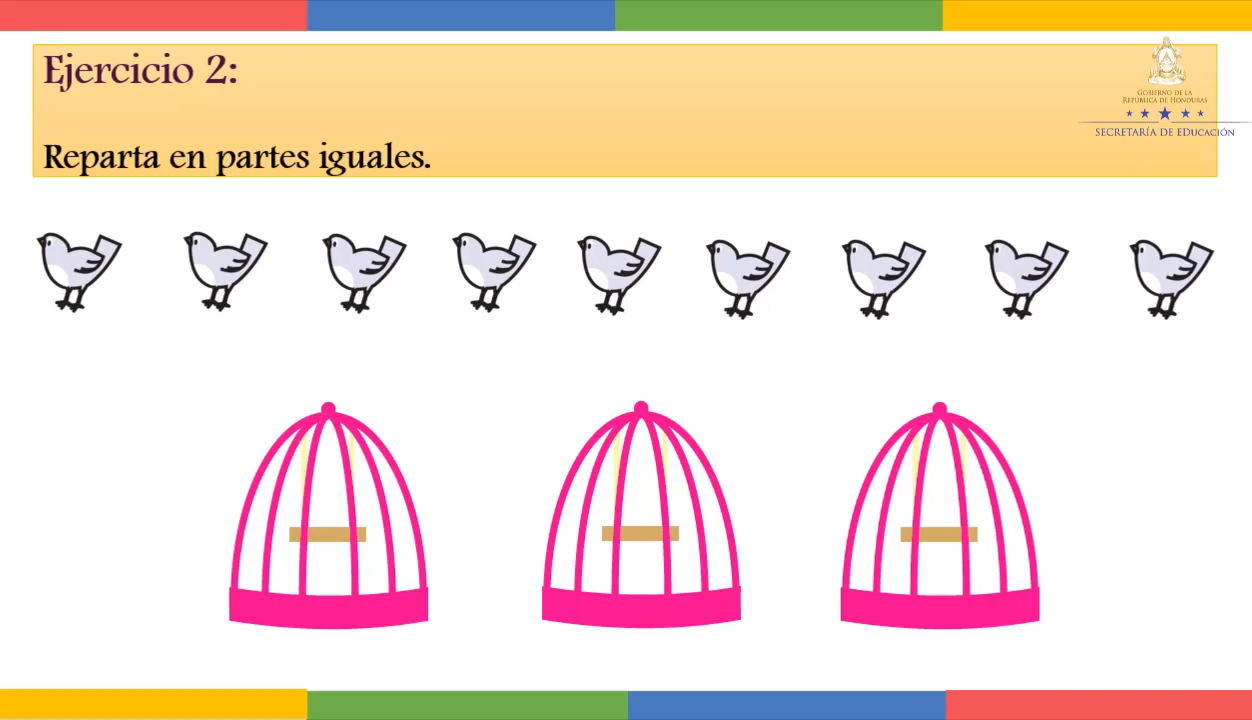 Ejercicio 2:
Reparta en partes iguales.
GOBIERNO DE LA
REPÚBLICA DE HONDURAS
SECRETARÍA DE EDUCACIÓN